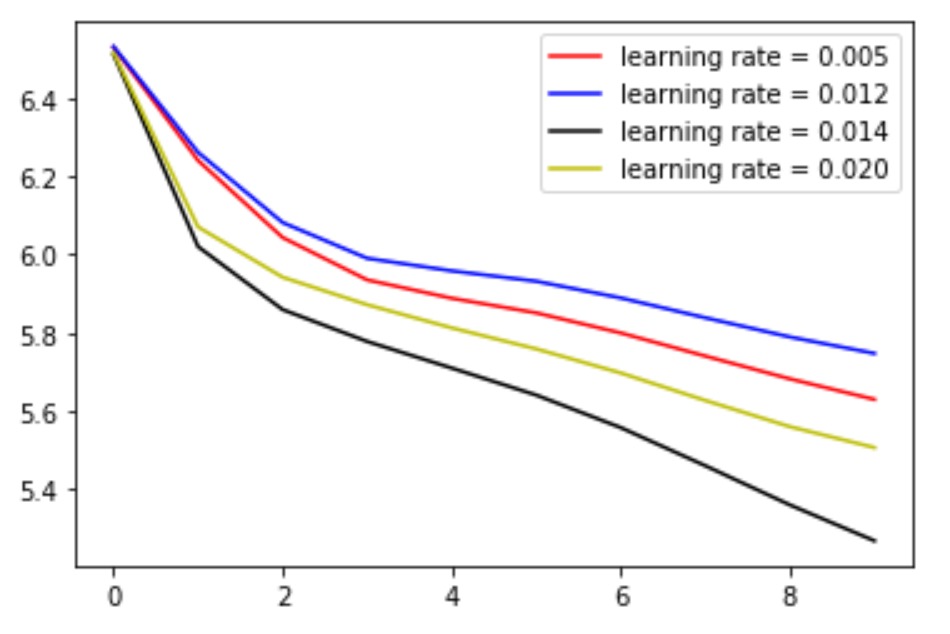 learning rate = 0.005
learning rate = 0.012
learning rate = 0.014
learning rate = 0.020
6.4
6.2
6.0
5.8
5.6
5.4
0 2 4 6 8